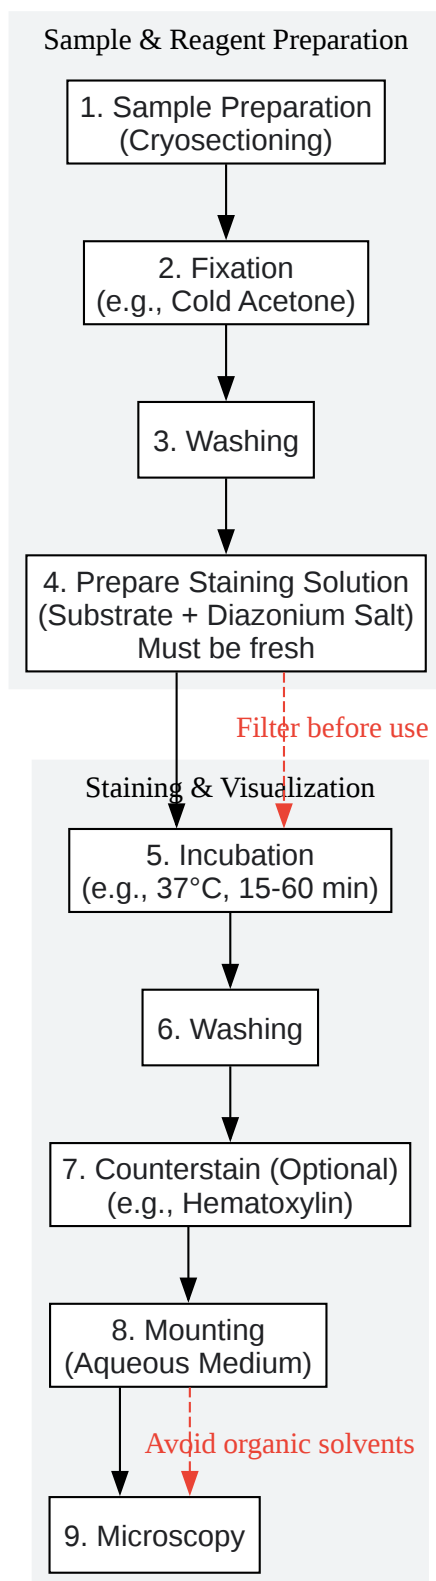 Sample & Reagent Preparation
1. Sample Preparation
(Cryosectioning)
2. Fixation
(e.g., Cold Acetone)
3. Washing
4. Prepare Staining Solution
(Substrate + Diazonium Salt)
Must be fresh
Filter before use
Staining & Visualization
5. Incubation
(e.g., 37°C, 15-60 min)
6. Washing
7. Counterstain (Optional)
(e.g., Hematoxylin)
8. Mounting
(Aqueous Medium)
Avoid organic solvents
9. Microscopy